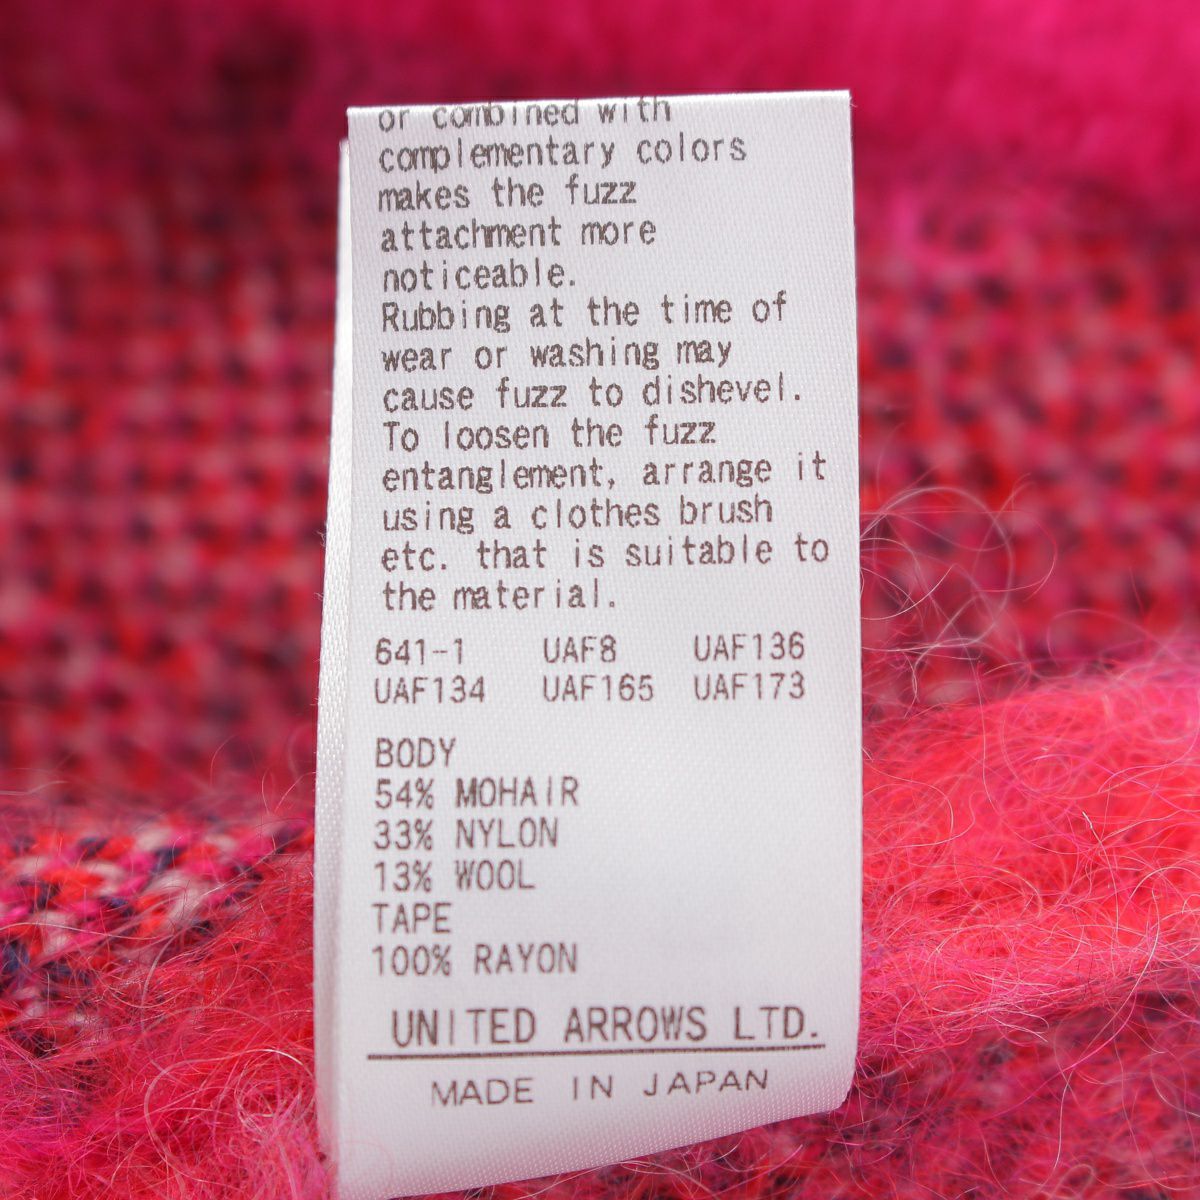 or combined with
complementary colors
makes the fuzz
attachment more
noticeable.
Rubbing at the time of
wear or washing may
cause fuzz to dishevel.
To loosen the fuzz
entanglement, arrange it
using a clothes brush
etc. that is suitable to
the material.
641-1 UAF8 UAF136
UAF134 UAF165 UAF173
BODY
54% MOHAIR
33% NYLON
13% WOOL
TAPE
100% RAYON
UNITED ARROWS LTD.
MADE IN JAPAN